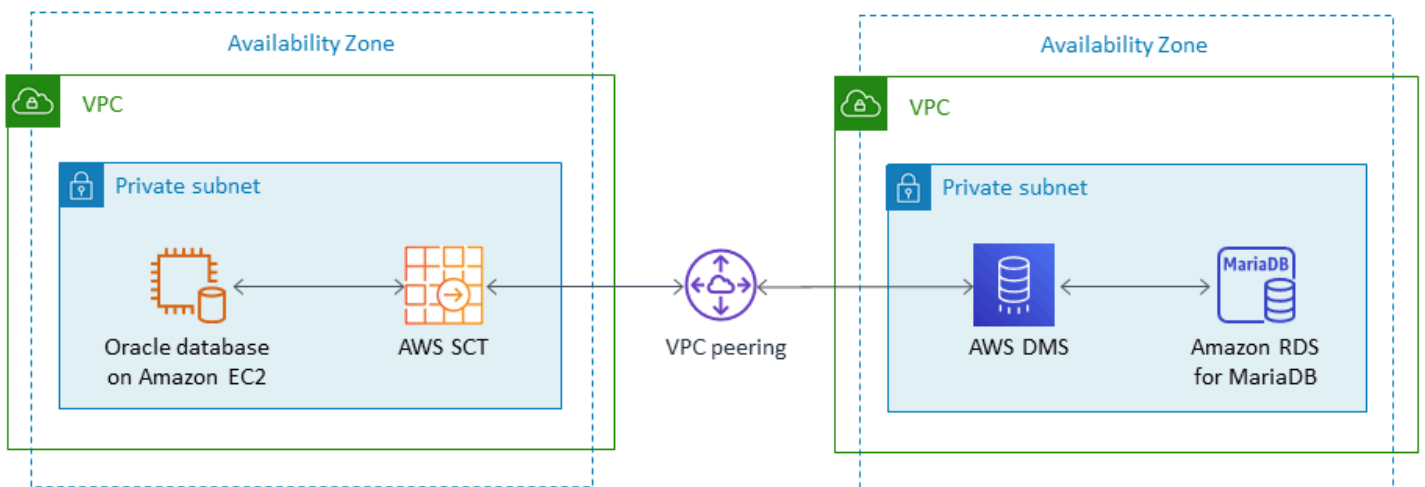 Availability Zone
VPC
Private subnet
Oracle database
on Amazon EC2
AWS SCT
VPC peering
Availability Zone
VPC
Private subnet
AWS DMS
MariaDB
Amazon RDS
for MariaDB